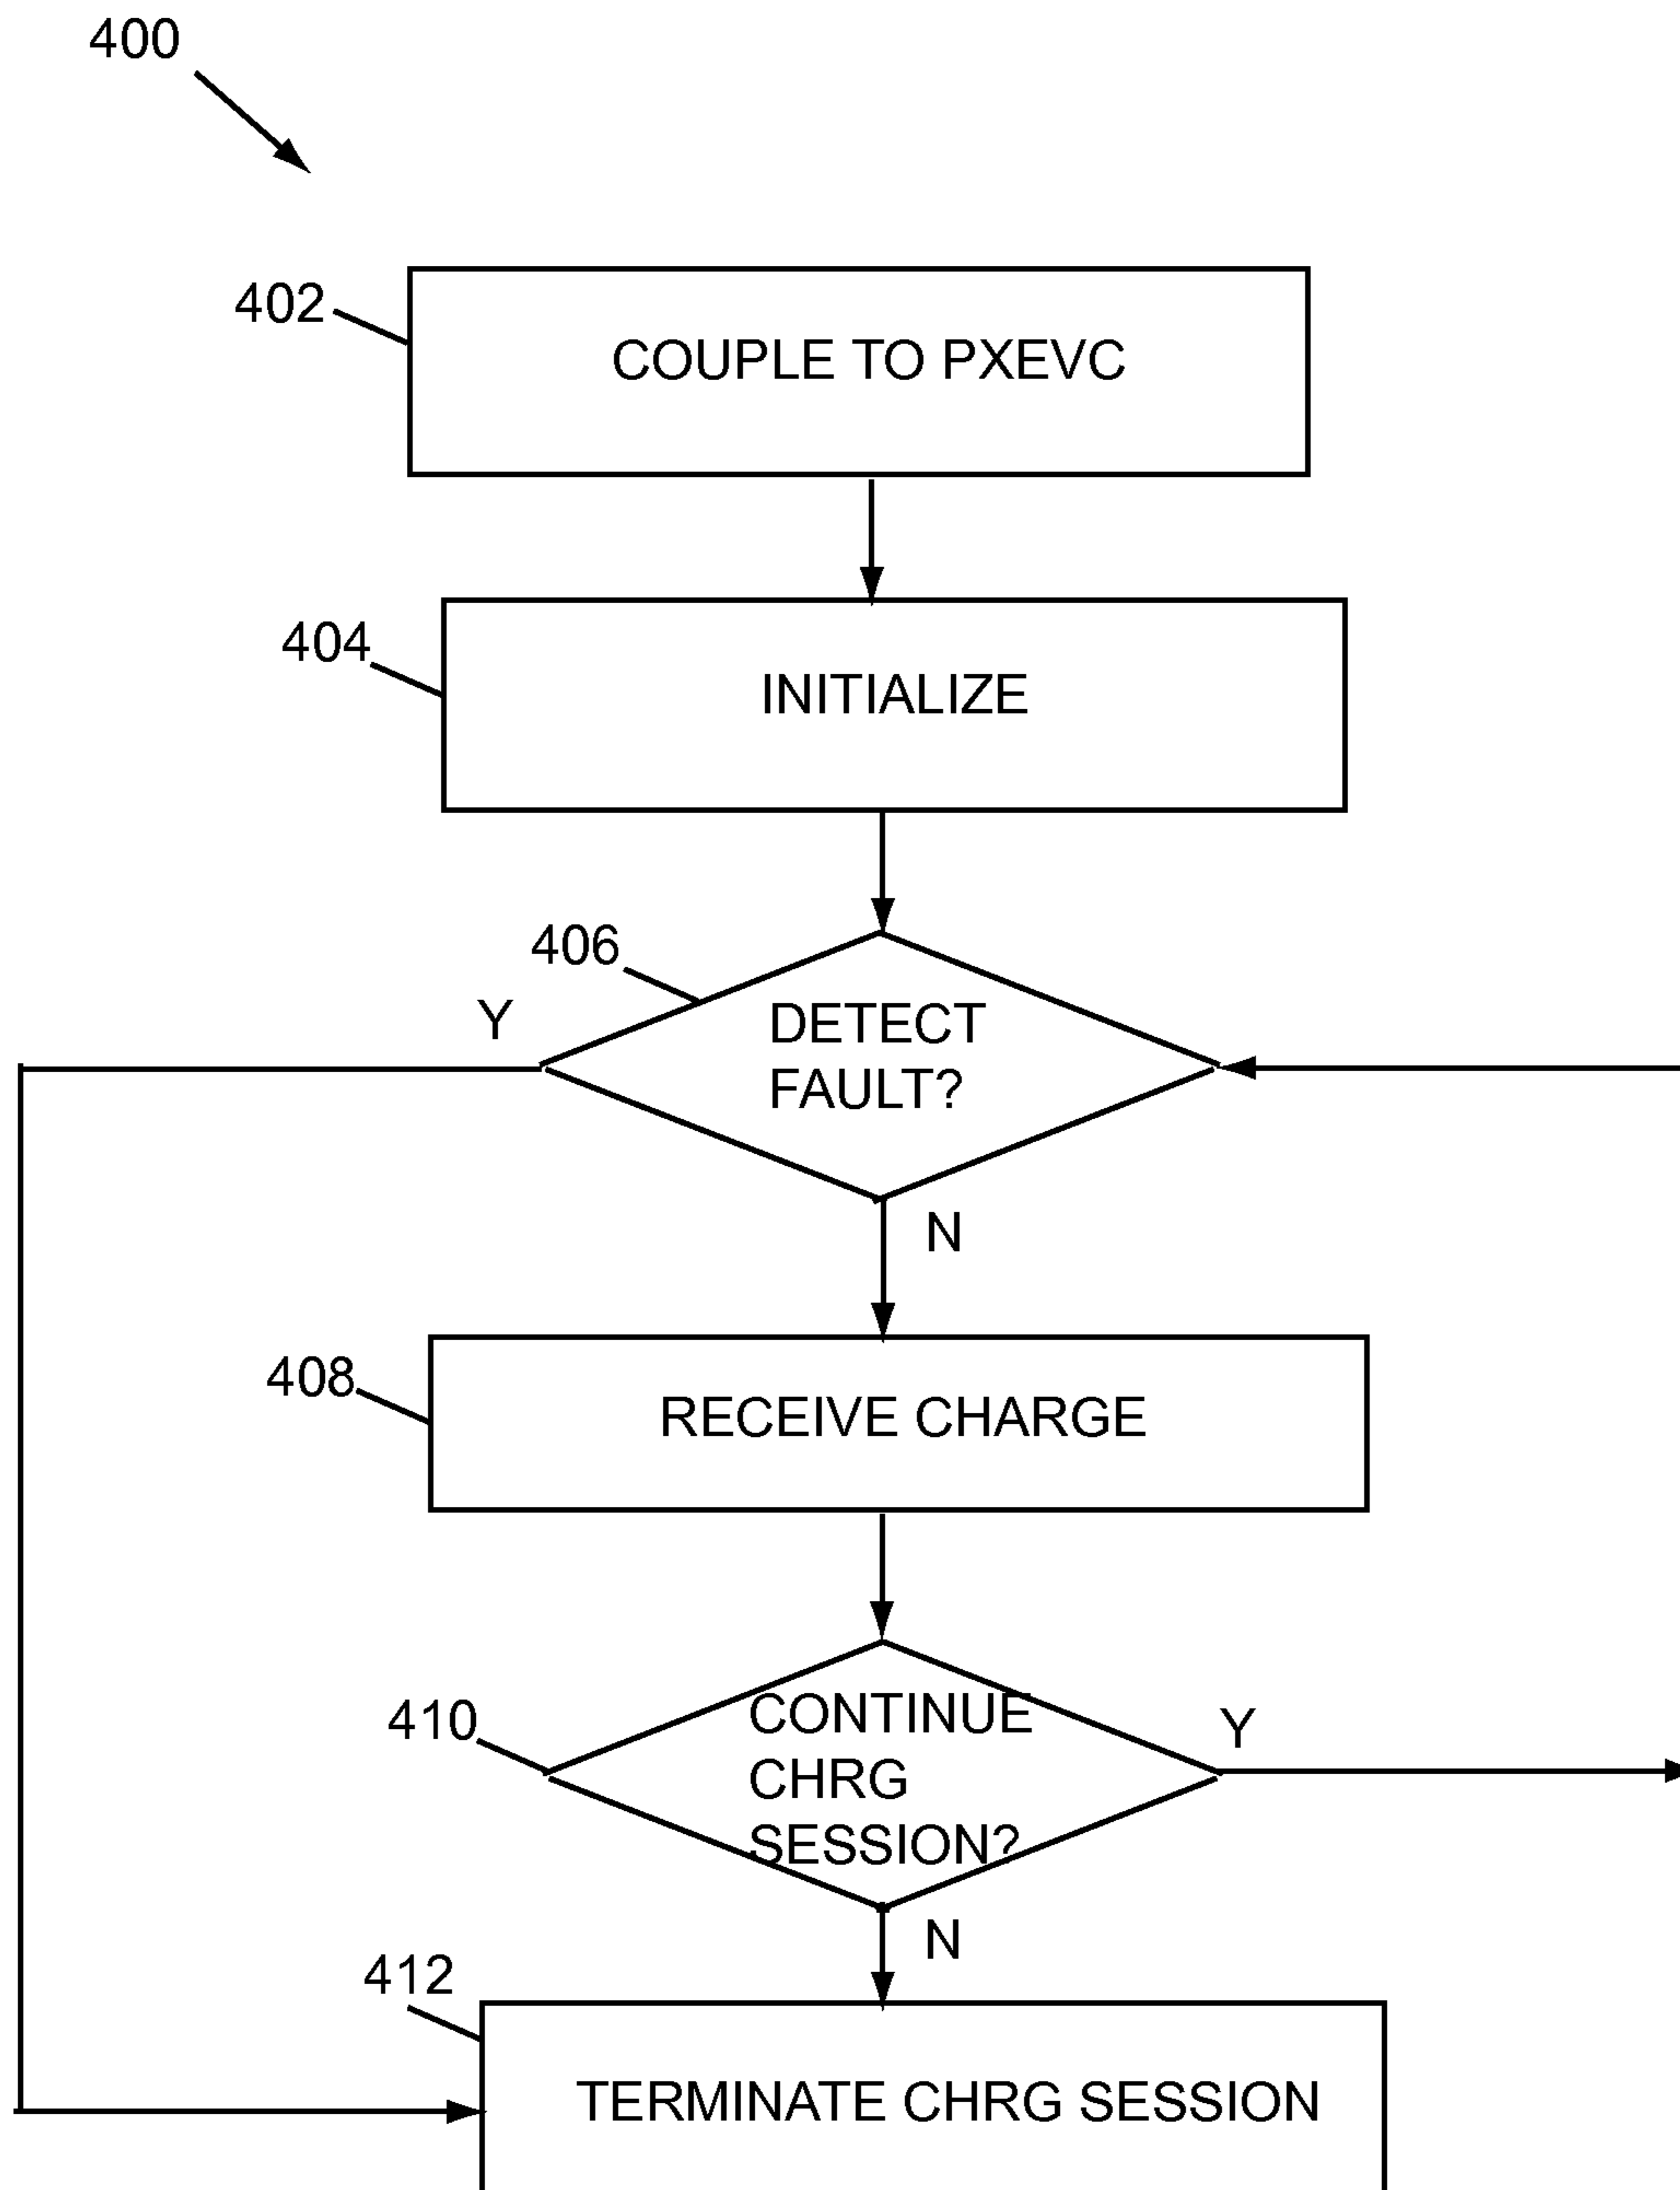 400
402
COUPLE TO PXEVC
404
INITIALIZE
406
Y
DETECT
FAULT?
N
408
RECEIVE CHARGE
410
CONTINUE
CHRG
SESSION?
Y
N
412
TERMINATE CHRG SESSION